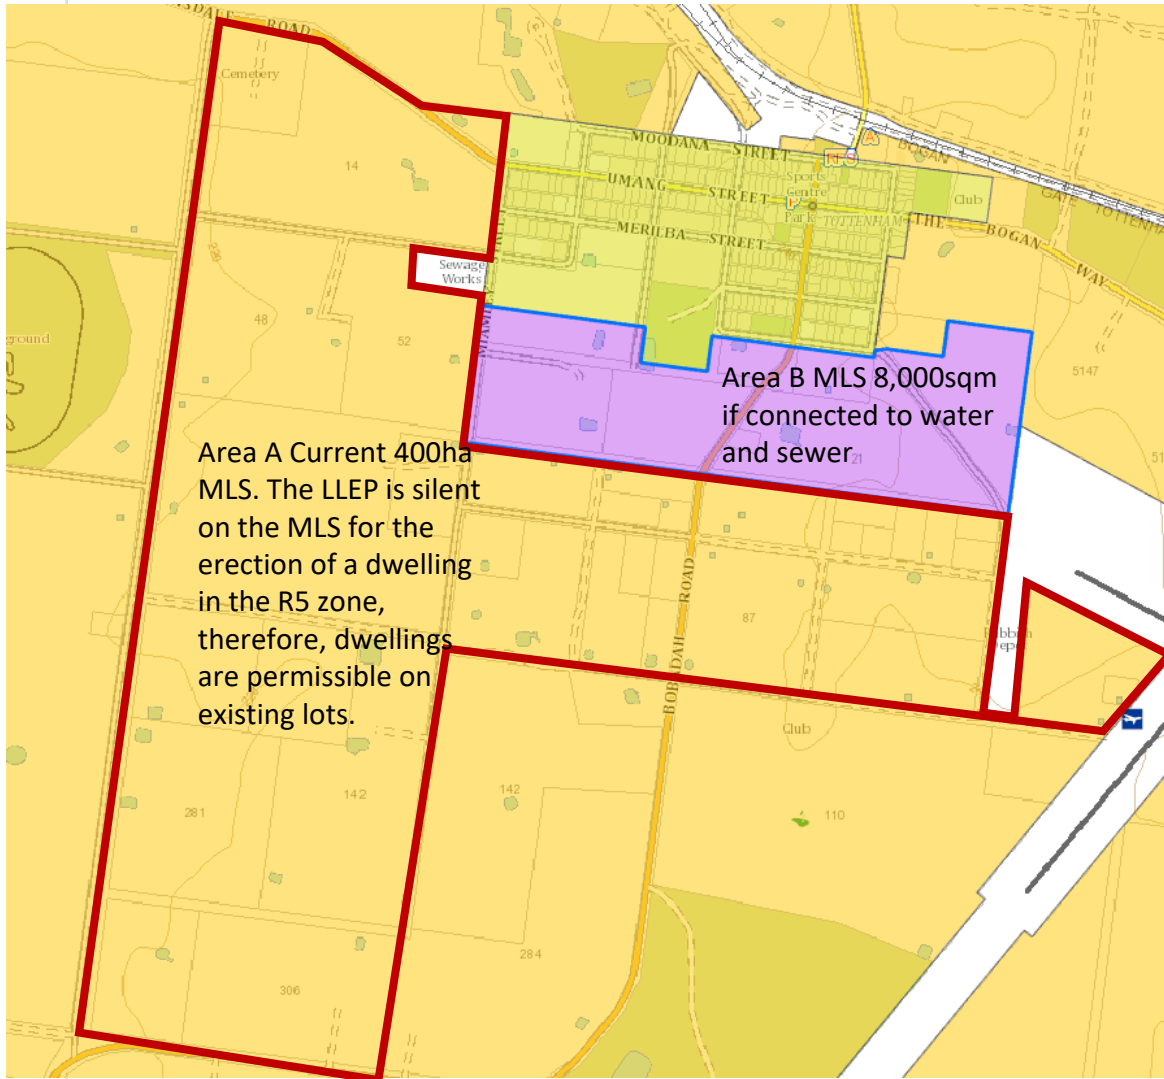 ROAD
Cemetery
14
MOODANA STREET
UMANG STREET
MERILBA STREET
RFS
A
BOGAN
Sports
Centre
Park
P
TOTTENHAM
Club
THE BOGAN WAY
GATE
Sewage
Works
48
52
5147
Area B MLS 8,000sqm
if connected to water
and sewer
21
Area A Current 400ha
MLS. The LLEP is silent
on the MLS for the
erection of a dwelling
in the R5 zone,
therefore, dwellings
are permissible on
existing lots.
BOBADAH ROAD
87
Club
281
142
142
110
284
306